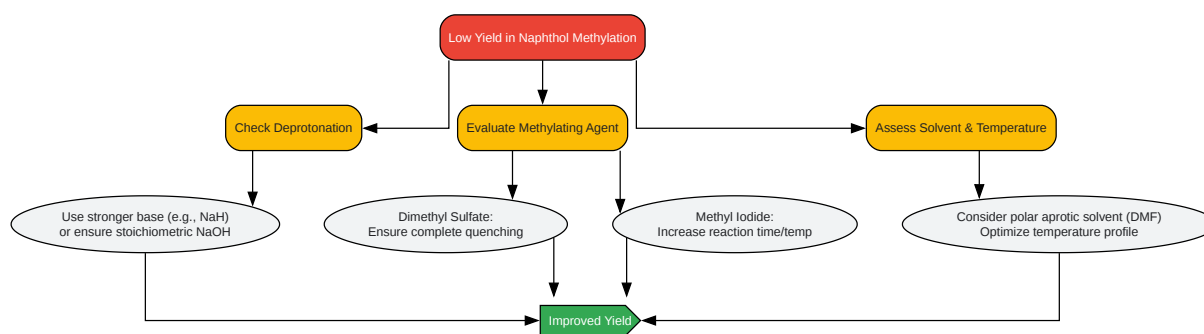 Low Yield in Naphthol Methylation
Check Deprotonation
Evaluate Methylating Agent
Assess Solvent & Temperature
Use stronger base (e.g., NaH)
or ensure stoichiometric NaOH
Dimethyl Sulfate:
Ensure complete quenching
Methyl Iodide:
Increase reaction time/temp
Consider polar aprotic solvent (DMF)
Optimize temperature profile
Improved Yield